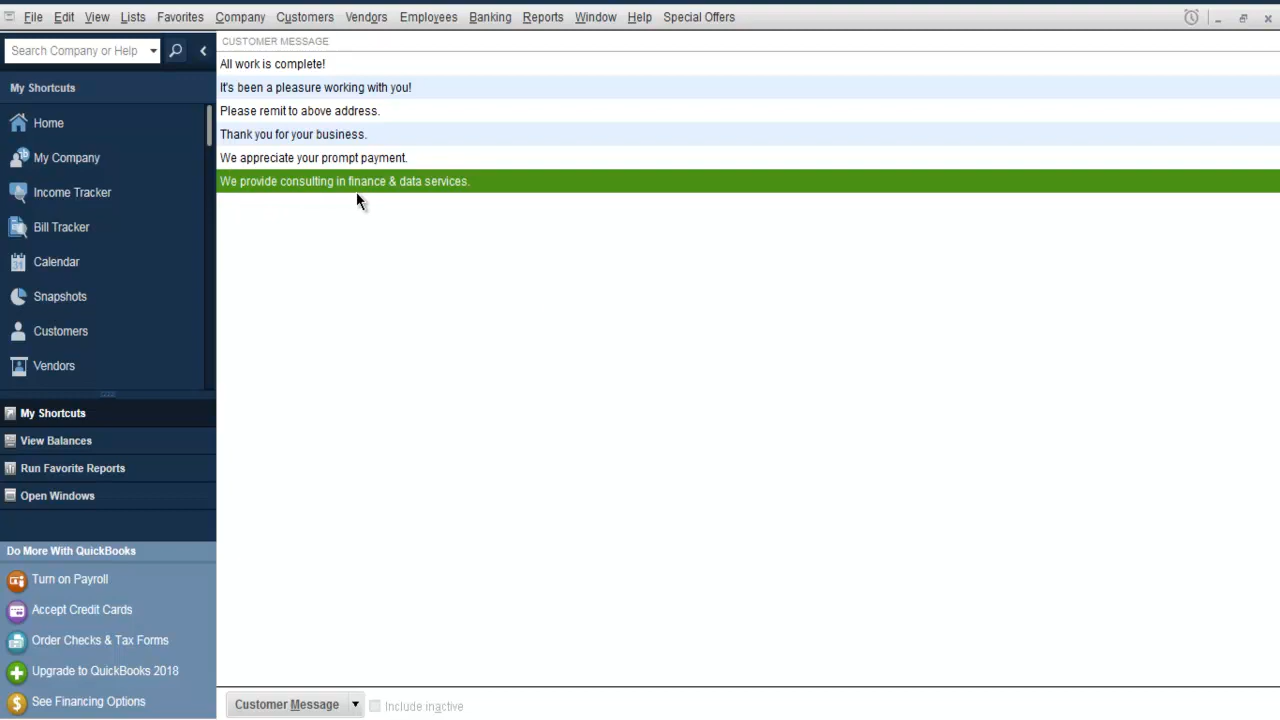 File Edit View Lists Favorites Company Customers Vendors Employees Banking Reports Window Help Special Offers
Search Company or Help
My Shortcuts
Home
My Company
Income Tracker
Bill Tracker
Calendar
Snapshots
Customers
Vendors
My Shortcuts
View Balances
Run Favorite Reports
Open Windows
Do More With QuickBooks
Turn on Payroll
Accept Credit Cards
Order Checks & Tax Forms
Upgrade to QuickBooks 2018
See Financing Options
CUSTOMER MESSAGE
All work is complete!
It's been a pleasure working with you!
Please remit to above address.
Thank you for your business.
We appreciate your prompt payment.
We provide consulting in finance & data services.
Customer Message Include inactive